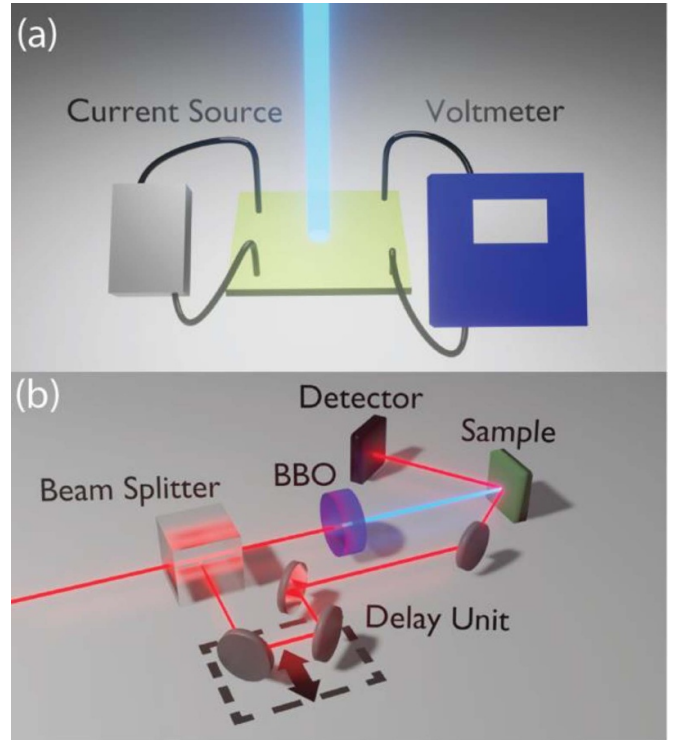 (a)
Current Source
Voltmeter
(b)
Detector
Sample
BBO
Beam Splitter
Delay Unit